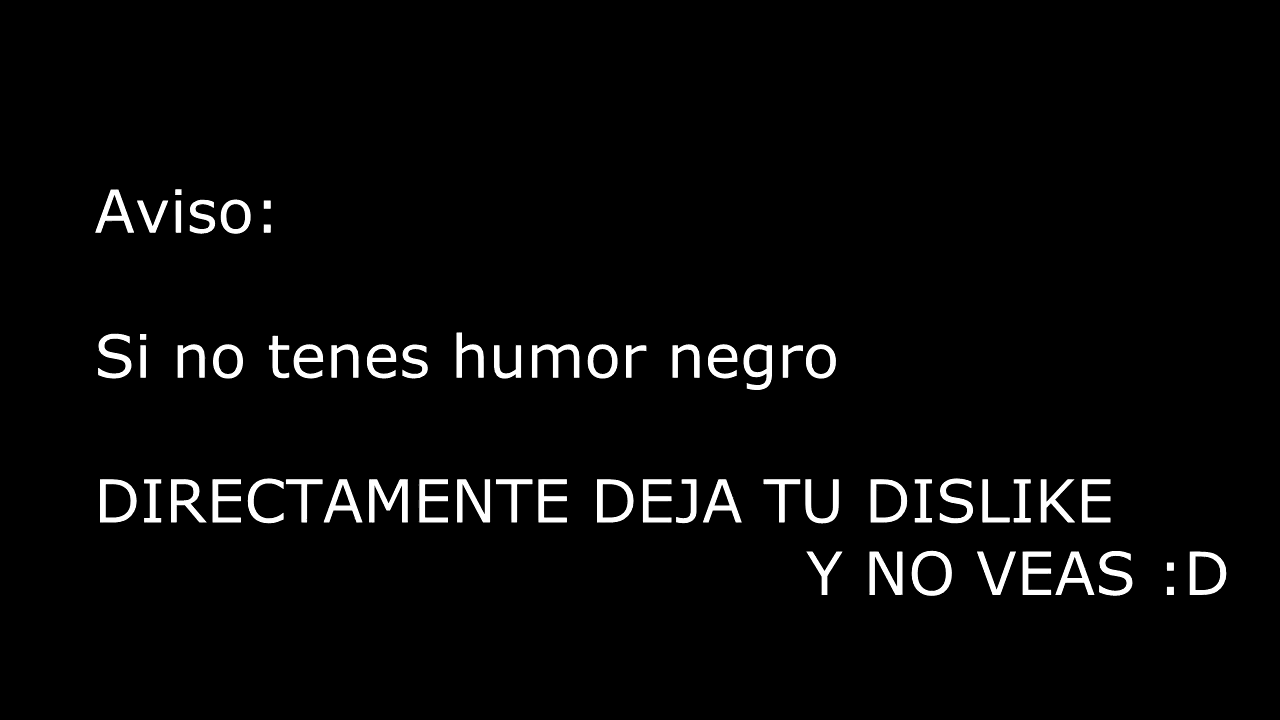 Aviso:
Si no tenes humor negro
DIRECTAMENTE DEJA TU DISLIKE
Y NO VEAS :D